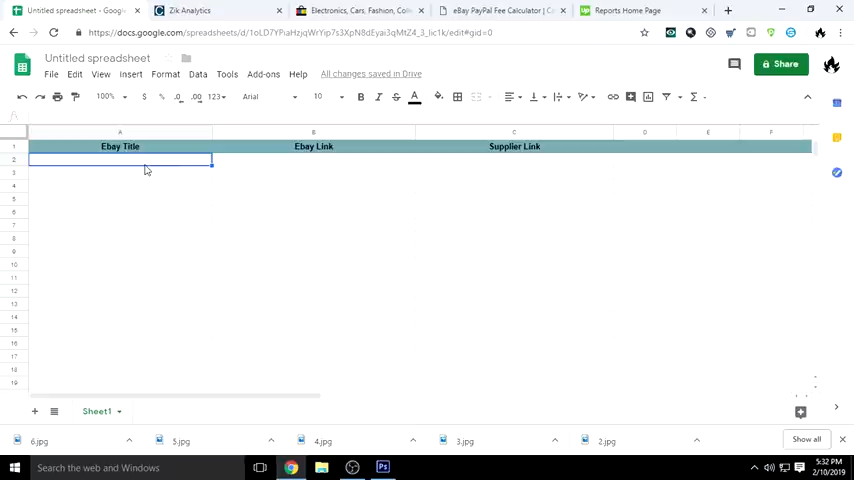 Untitled spreadsheet - Google
Zik Analytics
Electronics, Cars, Fashion, Colle
eBay PayPal Fee Calculator | Ca
Reports Home Page
https://docs.google.com/spreadsheets/d/1oLD7YPiaHzjqWrYip7s3XpN8dEyai3qMtZ4_3_lic1k/edit#gid=0
Untitled spreadsheet
File Edit View Insert Format Data Tools Add-ons Help All changes saved in Drive
Share
100% $ % .0 .00 123 Arial 10 B I S A
fx
A B C D E F
1 Ebay Title Ebay Link Supplier Link
2
3
4
5
6
7
8
9
10
11
12
13
14
15
16
17
18
19
Sheet1
6.jpg 5.jpg 4.jpg 3.jpg 2.jpg Show all
Search the web and Windows
Ps
5:32 PM
2/10/2019